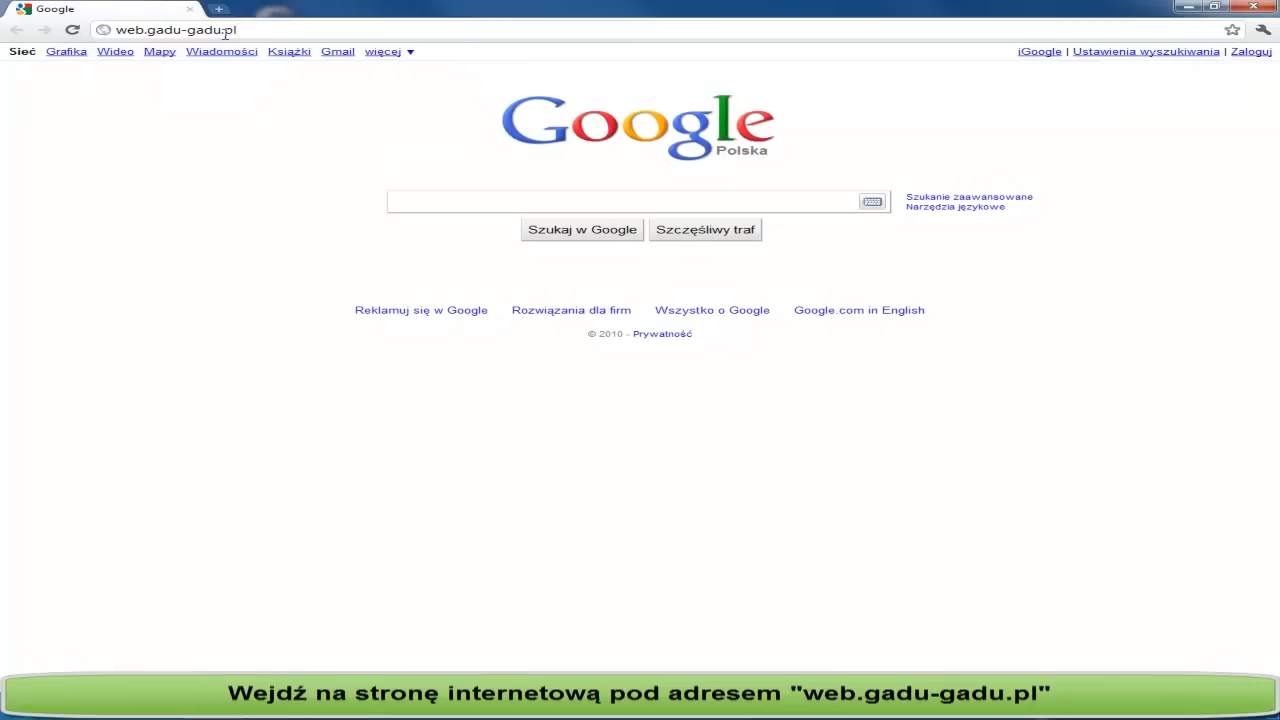 Google
web.gadu-gadu.pl
Sieć Grafika Wideo Mapy Wiadomości Książki Gmail więcej ▼ iGoogle | Ustawienia wyszukiwania | Zaloguj
Google
Polska
Szukanie zaawansowane
Narzędzia językowe
Szukaj w Google Szczęśliwy traf
Reklamuj się w Google Rozwiązania dla firm Wszystko o Google Google.com in English
© 2010 - Prywatność
Wejdź na stronę internetową pod adresem "web.gadu-gadu.pl"